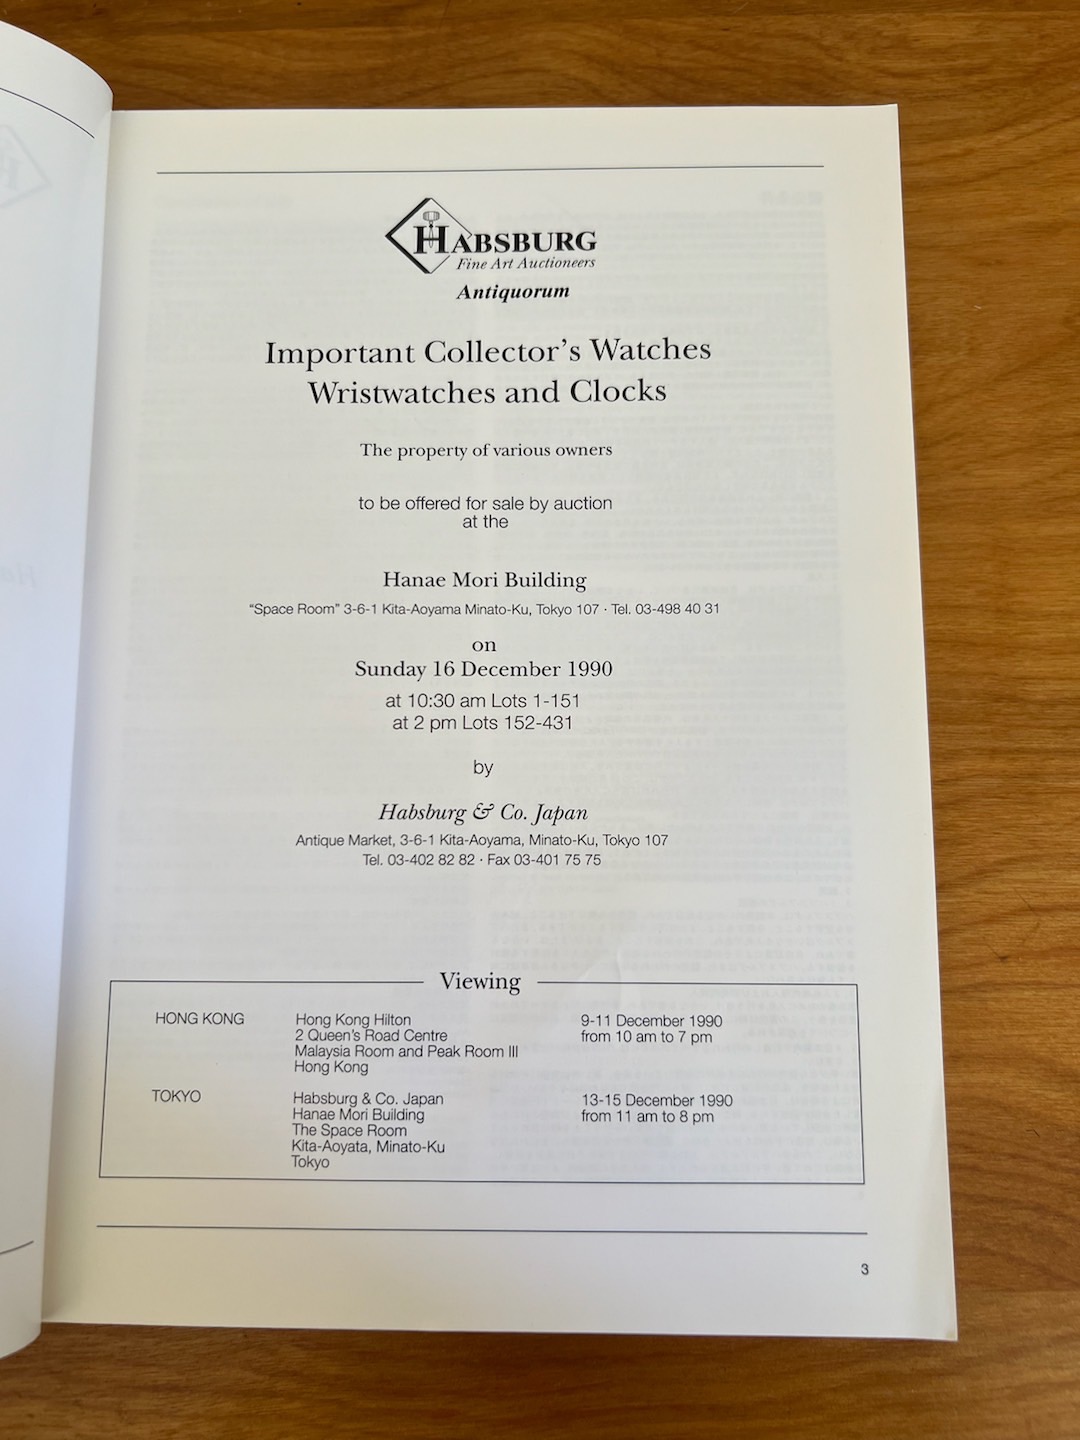 HABSBURG
Fine Art Auctioneers
Antiquorum
Important Collector's Watches
Wristwatches and Clocks
The property of various owners
to be offered for sale by auction
at the
Hanae Mori Building
"Space Room" 3-6-1 Kita-Aoyama Minato-Ku, Tokyo 107 · Tel. 03-498 40 31
on
Sunday 16 December 1990
at 10:30 am Lots 1-151
at 2 pm Lots 152-431
by
Habsburg & Co. Japan
Antique Market, 3-6-1 Kita-Aoyama, Minato-Ku, Tokyo 107
Tel. 03-402 82 82 · Fax 03-401 75 75
Viewing
HONG KONG Hong Kong Hilton 9-11 December 1990
2 Queen's Road Centre from 10 am to 7 pm
Malaysia Room and Peak Room III
Hong Kong
TOKYO Habsburg & Co. Japan 13-15 December 1990
Hanae Mori Building from 11 am to 8 pm
The Space Room
Kita-Aoyata, Minato-Ku
Tokyo
3